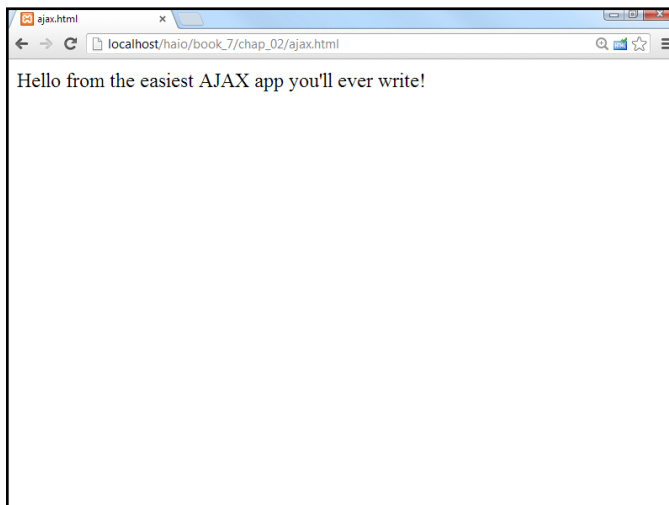 ajax.html
localhost/haio/book_7/chap_02/ajax.html
Hello from the easiest AJAX app you'll ever write!